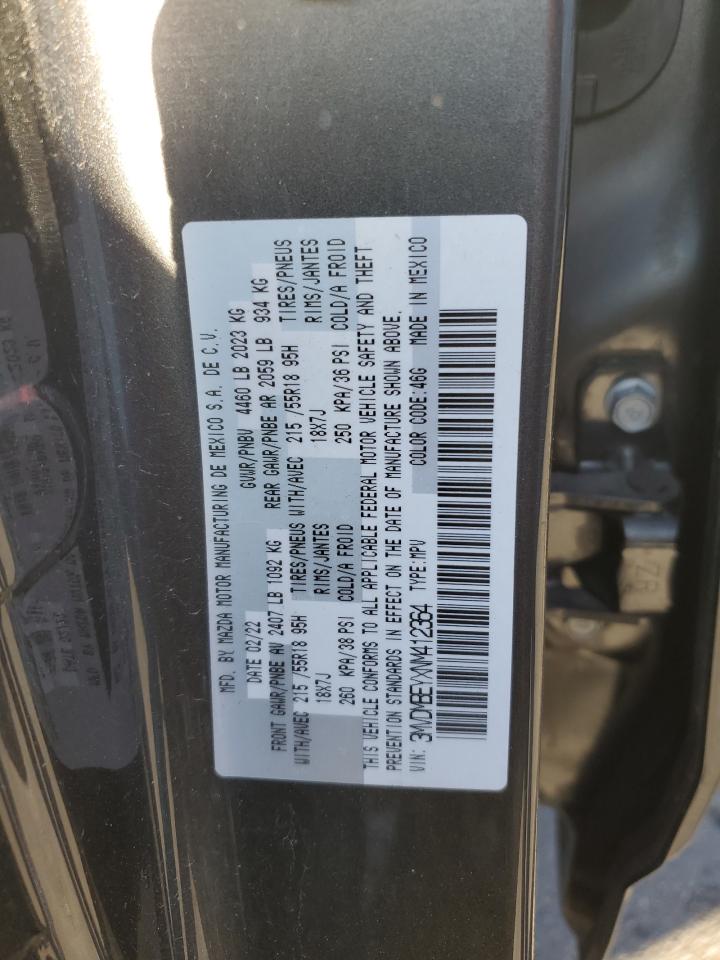 MFD. BY MAZDA MOTOR MANUFACTURING DE MEXICO S.A. DE C.V.
DATE 02/22 GVWR/PNBV 4460 LB 2023 KG
FRONT GAWR/PNBE AV 2407 LB 1092 KG REAR GAWR/PNBE AR 2059 LB 934 KG
WITH/AVEC 215 /55R18 95H TIRES/PNEUS WITH/AVEC 215 /55R18 95H TIRES/PNEUS
18X7J RIMS/JANTES 18X7J RIMS/JANTES
260 KPA/38 PSI COLD/A FROID 250 KPA/36 PSI COLD/A FROID
THIS VEHICLE CONFORMS TO ALL APPLICABLE FEDERAL MOTOR VEHICLE SAFETY AND THEFT
PREVENTION STANDARDS IN EFFECT ON THE DATE OF MANUFACTURE SHOWN ABOVE.
VIN: 3MVDMBEYXNM412364 TYPE:MPV COLOR CODE:46G MADE IN MEXICO